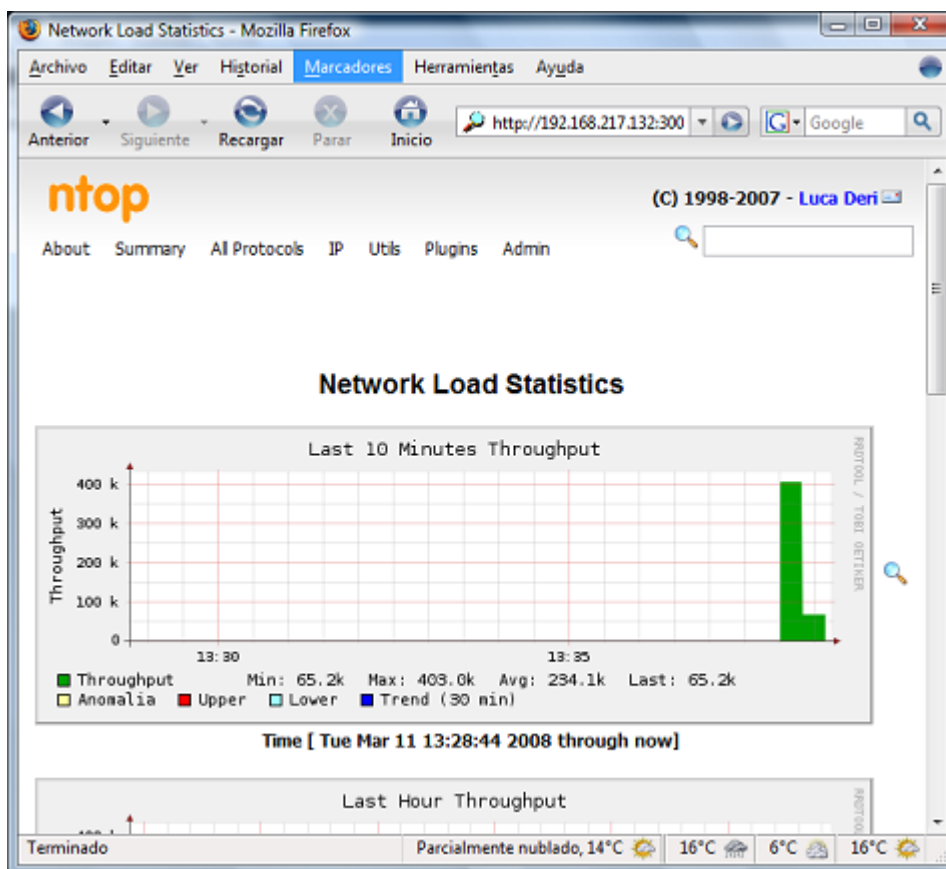 Network Load Statistics - Mozilla Firefox
Archivo Editar Ver Historial Marcadores Herramientas Ayuda
Anterior Siguiente Recargar Parar Inicio http://192.168.217.132:300 Google
ntop
(C) 1998-2007 - Luca Deri
About Summary All Protocols IP Utils Plugins Admin
Network Load Statistics
Last 10 Minutes Throughput
RRDTOOL / TOBI OETIKER
Throughput
400 k
300 k
200 k
100 k
0
13:30 13:35
Throughput Min: 65.2k Max: 403.0k Avg: 234.1k Last: 65.2k
Anomalia Upper Lower Trend (30 min)
Time [ Tue Mar 11 13:28:44 2008 through now]
Last Hour Throughput
Terminado Parcialmente nublado, 14°C 16°C 6°C 16°C